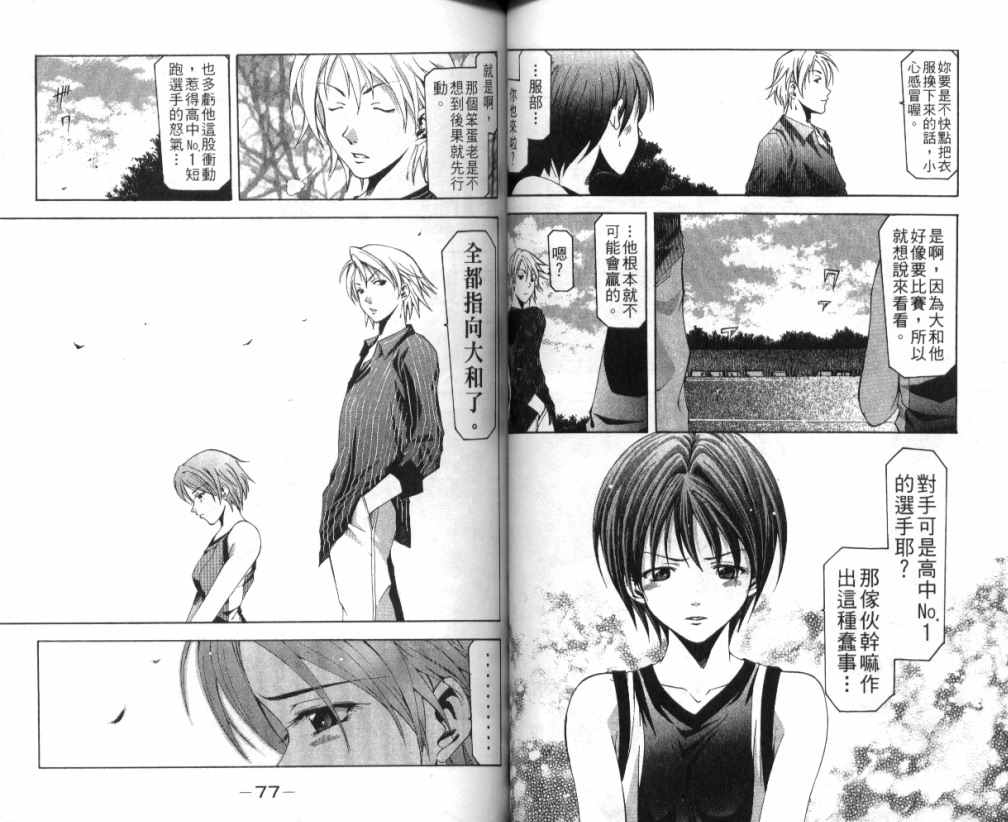 妳要是不快點把衣
服換下來的話，小
心感冒喔。
…服部…
你也來啦？
是啊，因為大和他
好像要比賽，所以
就想說來看看。
…他根本就不
可能會贏的。
嗯？
對手可是高中No.1
的選手耶？
那傢伙幹嘛作
出這種蠢事…
就是啊，
那個笨蛋老是不
想到後果就先行
動。
也多虧他這股衝動
，惹得高中No.1短
跑選手的怒氣…
全都指向大和了。
………
—77—